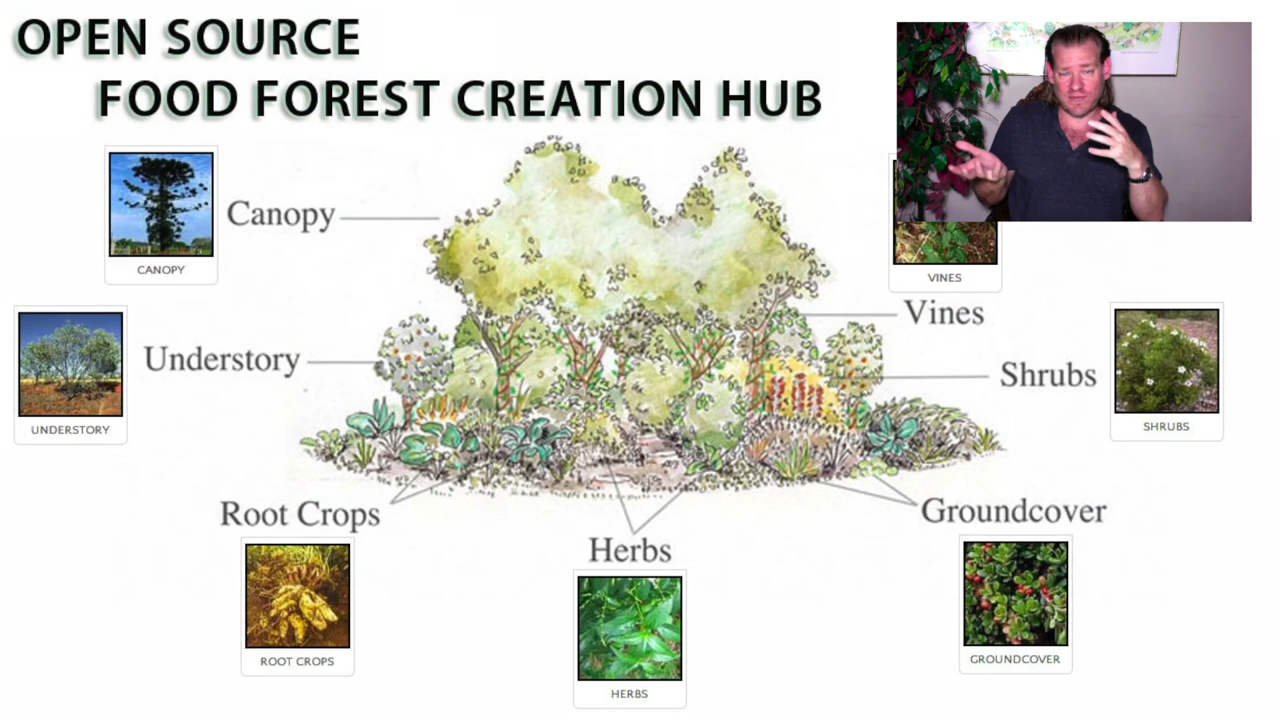 OPEN SOURCE
FOOD FOREST CREATION HUB
Canopy
CANOPY
VINES
Vines
Understory
UNDERSTORY
Shrubs
SHRUBS
Root Crops
ROOT CROPS
Herbs
HERBS
Groundcover
GROUNDCOVER